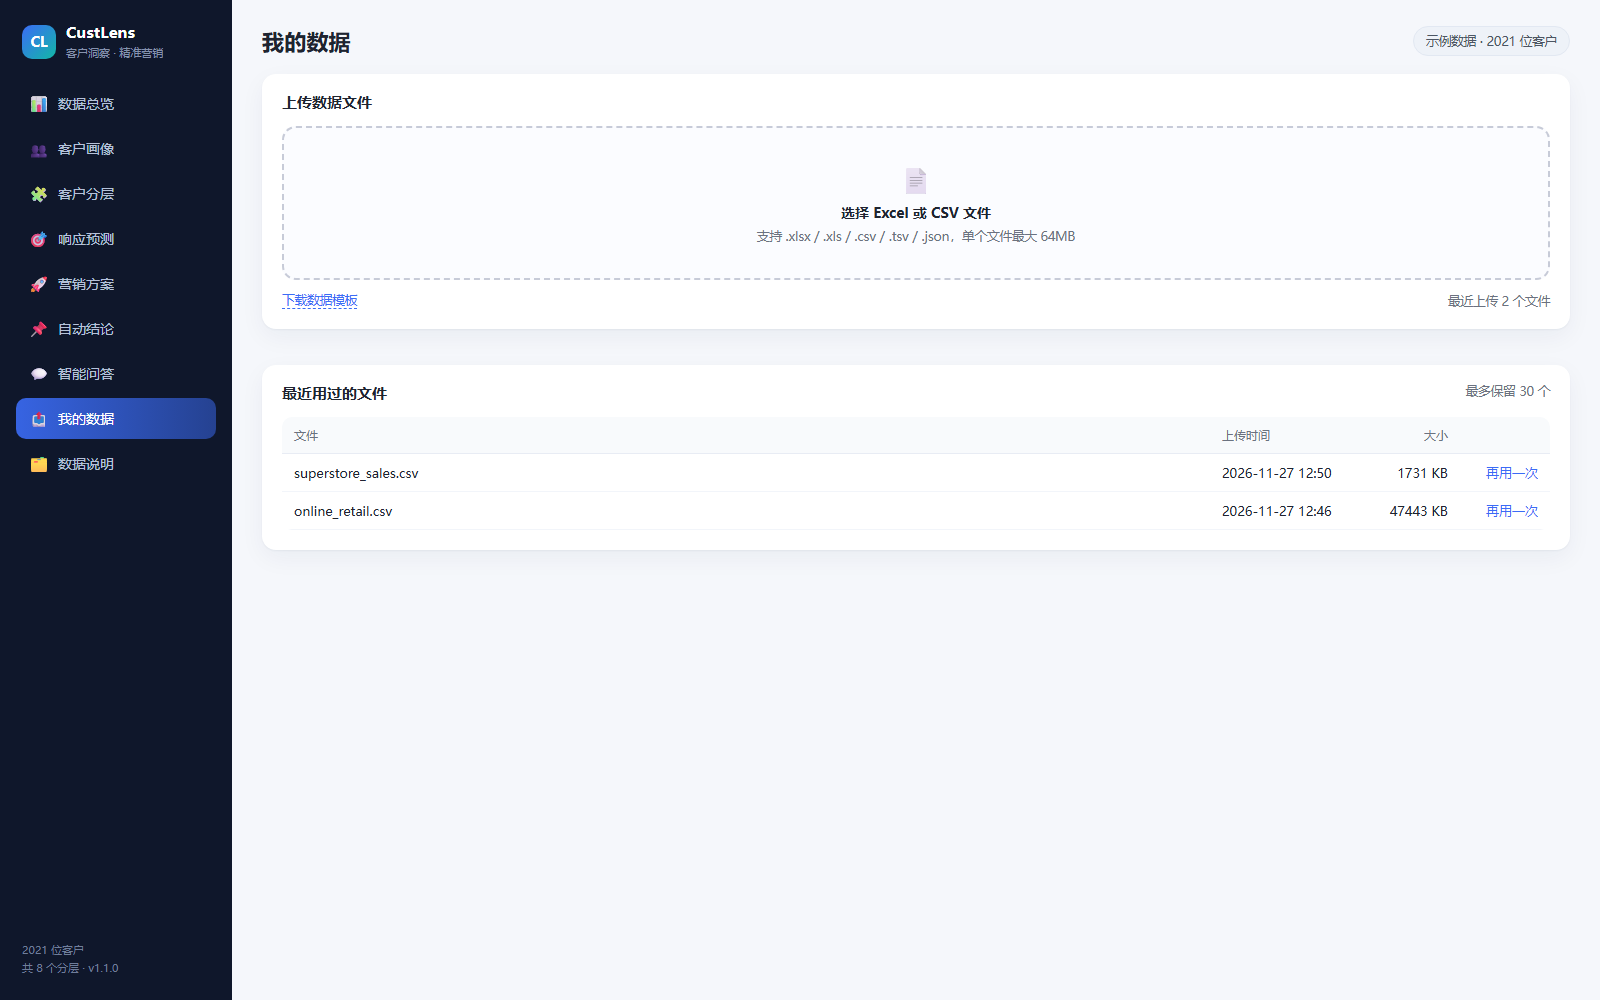 CL
CustLens
客户洞察 · 精准营销
数据总览
客户画像
客户分层
响应预测
营销方案
自动结论
智能问答
我的数据
数据说明
2021 位客户
共 8 个分层 · v1.1.0
我的数据
示例数据 · 2021 位客户
上传数据文件
选择 Excel 或 CSV 文件
支持 .xlsx / .xls / .csv / .tsv / .json，单个文件最大 64MB
下载数据模板
最近上传 2 个文件
最近用过的文件
最多保留 30 个
文件 上传时间 大小
superstore_sales.csv 2026-11-27 12:50 1731 KB 再用一次
online_retail.csv 2026-11-27 12:46 47443 KB 再用一次